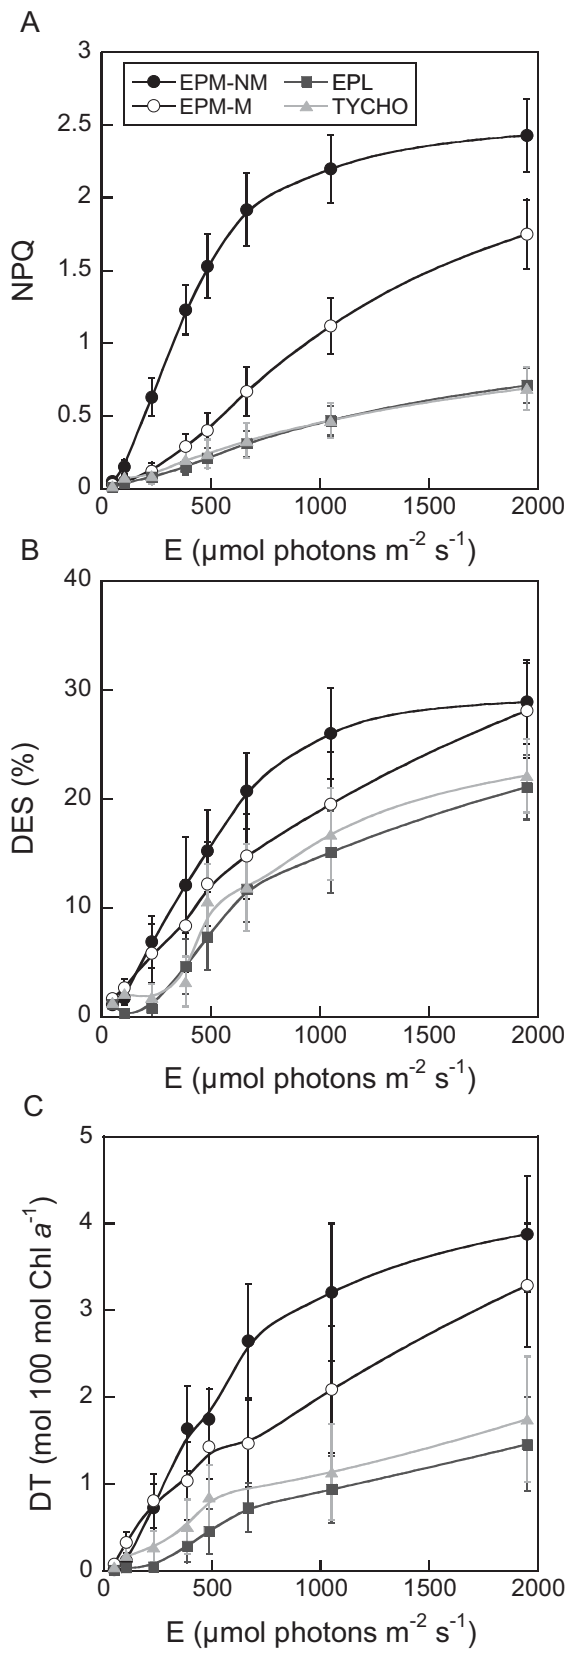 A
3
2.5
2
1.5
1
0.5
0
NPQ
EPM-NM EPL
EPM-M TYCHO
0 500 1000 1500 2000
E (µmol photons m-2 s-1)
B
40
30
20
10
0
DES (%)
0 500 1000 1500 2000
E (µmol photons m-2 s-1)
C
5
4
3
2
1
0
DT (mol 100 mol Chl a-1)
0 500 1000 1500 2000
E (µmol photons m-2 s-1)